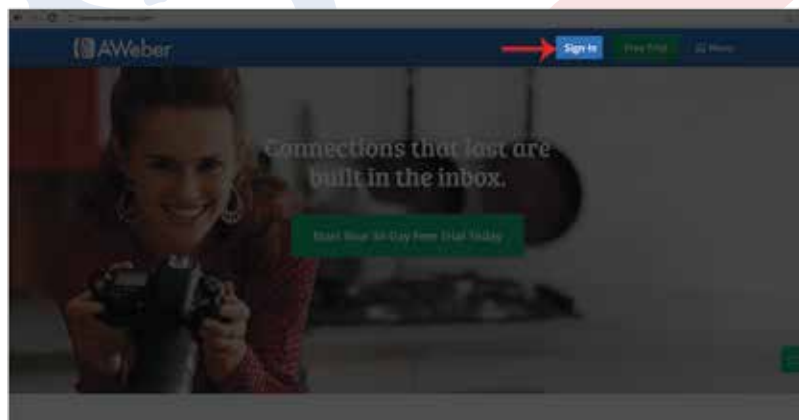 AWeber
Sign In
Free Trial
Menu
Connections that last are
built in the inbox.
Start Your 30-Day Free Trial Today